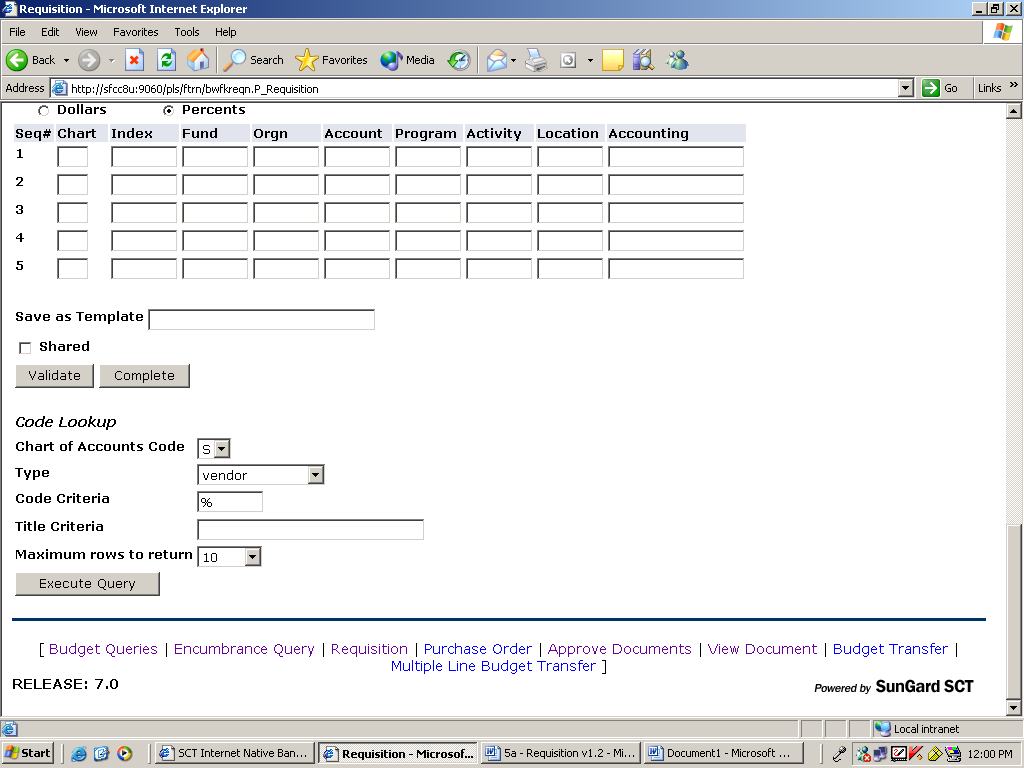 Requisition - Microsoft Internet Explorer
File Edit View Favorites Tools Help
Back Search Favorites Media
Address http://sfcc8u:9060/pls/ftrn/bwfkreqn.P_Requisition Go Links »
Dollars Percents
Seq# Chart Index Fund Orgn Account Program Activity Location Accounting
1
2
3
4
5
Save as Template
Shared
Validate Complete
Code Lookup
Chart of Accounts Code S
Type vendor
Code Criteria %
Title Criteria
Maximum rows to return 10
Execute Query
[ Budget Queries | Encumbrance Query | Requisition | Purchase Order | Approve Documents | View Document | Budget Transfer |
Multiple Line Budget Transfer ]
RELEASE: 7.0
Powered by SunGard SCT
Local intranet
Start SCT Internet Native Ban... Requisition - Microsof... 5a - Requisition v1.2 - Mi... Document1 - Microsoft ... 12:00 PM